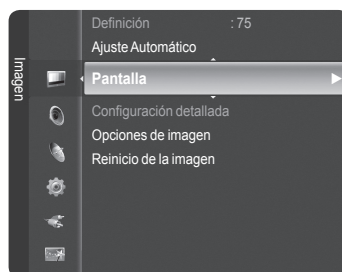 Imagen
Definición : 75
Ajuste Automático
Pantalla
Configuración detallada
Opciones de imagen
Reinicio de la imagen